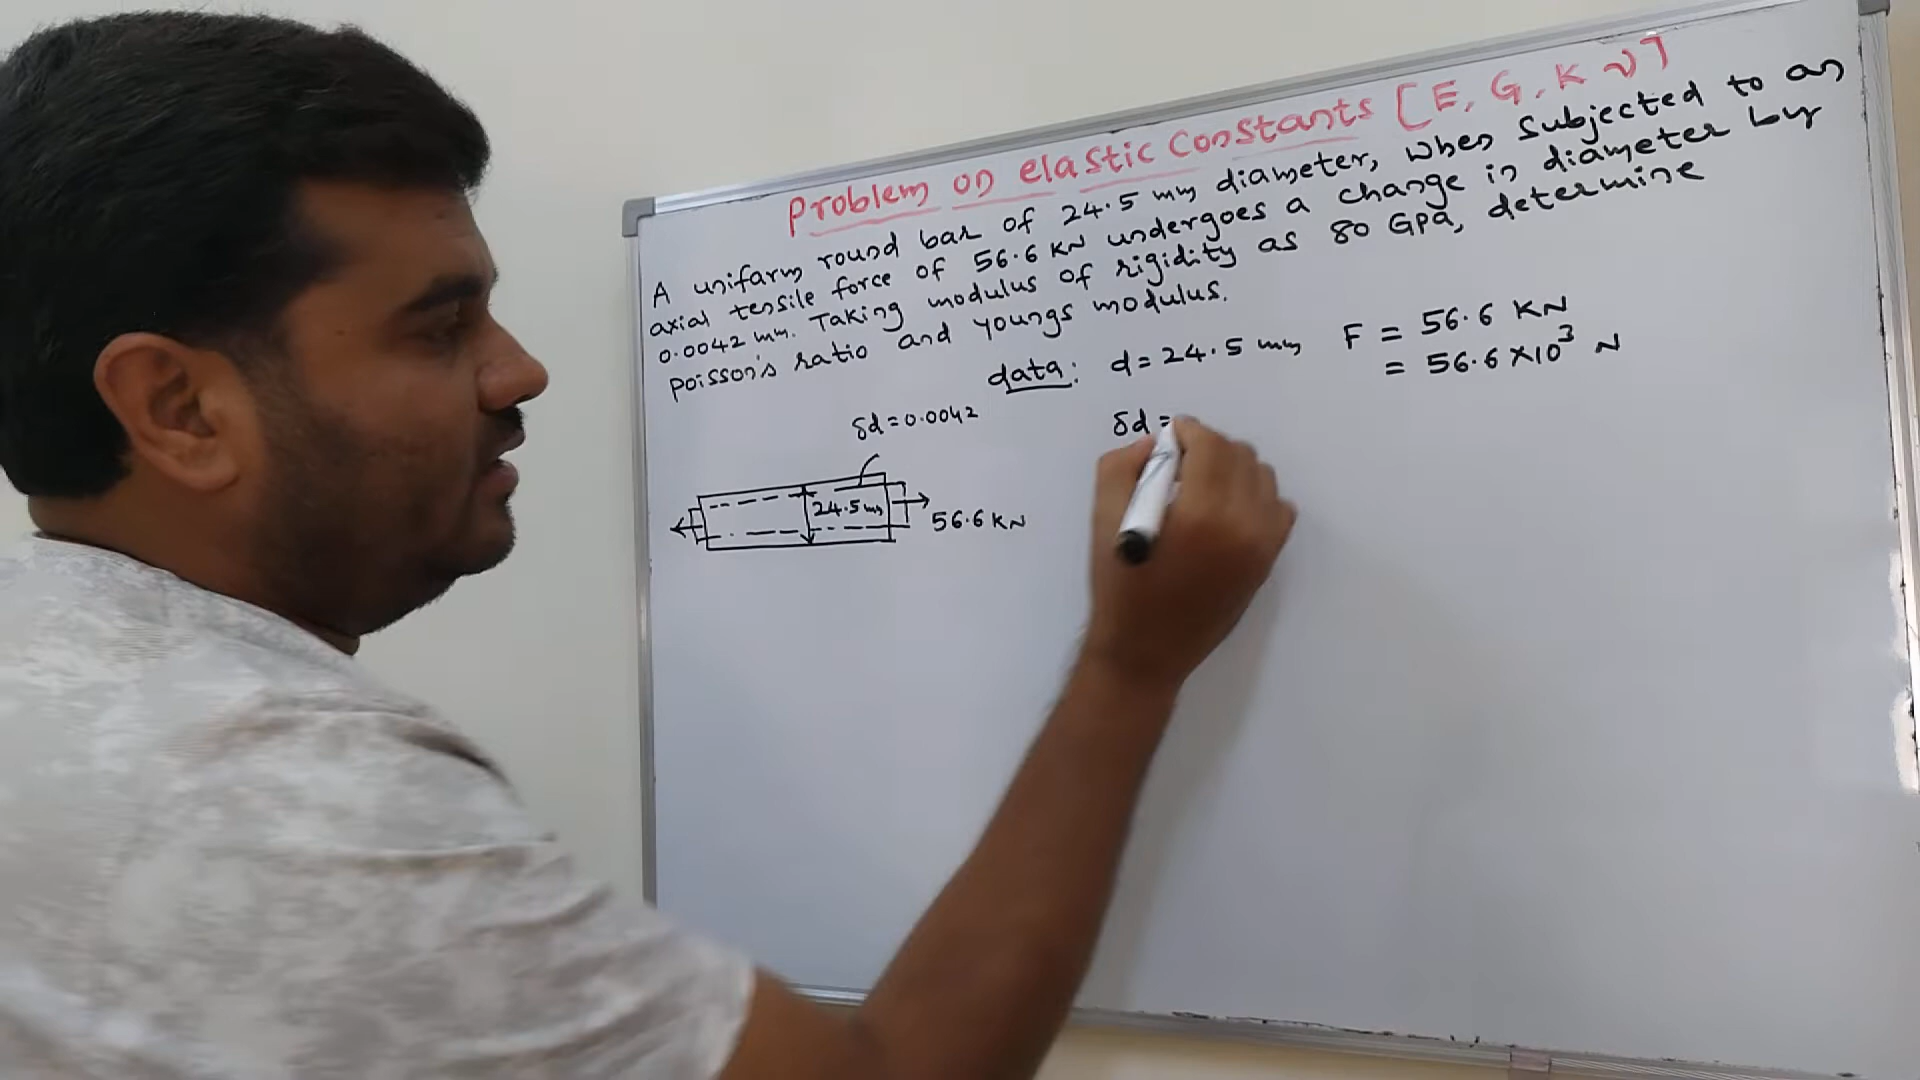 Problem on elastic constants [E, G, K ν]
A uniform round bar of 24.5 mm diameter, when subjected to an
axial tensile force of 56.6 KN undergoes a change in diameter by
0.0042 mm. Taking modulus of rigidity as 80 GPa, determine
poisson's ratio and youngs modulus.
data: d = 24.5 mm F = 56.6 KN
= 56.6 X10³ N
δd = 0.0042
δd =
24.5 mm
56.6 KN